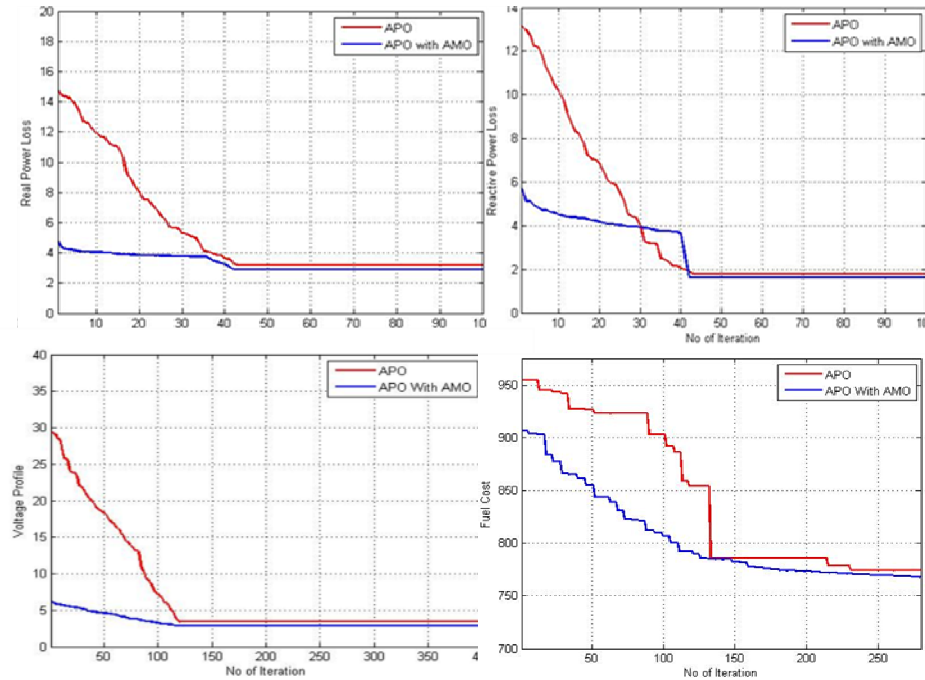 20
18
16
14
12
10
8
6
4
2
0
Real Power Loss
APO
APO with AMO
10 20 30 40 50 60 70 80 90 10
14
12
10
8
6
4
2
0
Reactive Power Loss
APO
APO with AMO
10 20 30 40 50 60 70 80 90 10
No of Iteration
40
35
30
25
20
15
10
5
0
Voltage Profile
APO
APO With AMO
50 100 150 200 250 300 350 40
No of Iteration
950
900
850
800
750
700
Fuel Cost
APO
APO With AMO
50 100 150 200 250
No of Iteration